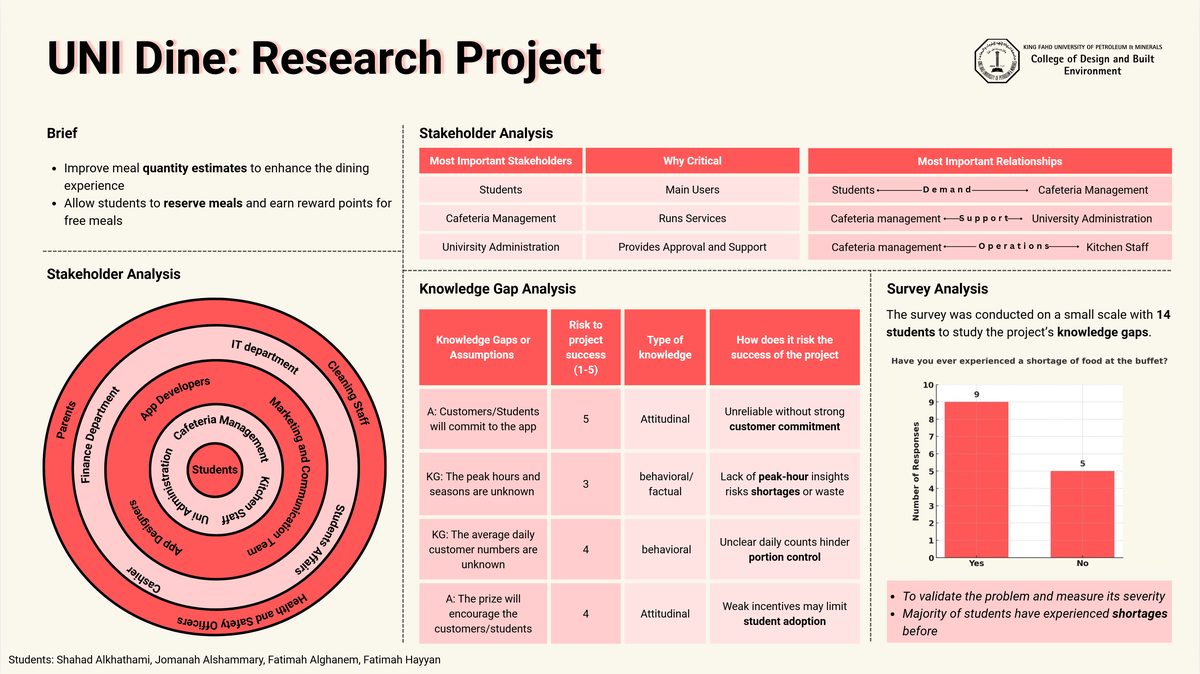 UNI Dine: Research Project
KING FAHD UNIVERSITY OF PETROLEUM & MINERALS
College of Design and Built
Environment
Brief
Improve meal quantity estimates to enhance the dining
experience
Allow students to reserve meals and earn reward points for
free meals
Stakeholder Analysis
Most Important Stakeholders
Why Critical
Students
Main Users
Cafeteria Management
Runs Services
Univirsity Administration
Provides Approval and Support
Most Important Relationships
Students Demand Cafeteria Management
Cafeteria management Support University Administration
Cafeteria management Operations Kitchen Staff
Stakeholder Analysis
Students
Cafeteria Management
Kitchen Staff
Uni Administration
App Developers
Marketing and Communication Team
App Designers
IT department
Finance Department
Students Affairs
Cashier
Cleaning Staff
Parents
Health and Safety Officers
Knowledge Gap Analysis
Knowledge Gaps or
Assumptions
Risk to
project
success
(1-5)
Type of
knowledge
How does it risk the
success of the project
A: Customers/Students
will commit to the app
5
Attitudinal
Unreliable without strong
customer commitment
KG: The peak hours and
seasons are unknown
3
behavioral/
factual
Lack of peak-hour insights
risks shortages or waste
KG: The average daily
customer numbers are
unknown
4
behavioral
Unclear daily counts hinder
portion control
A: The prize will
encourage the
customers/students
4
Attitudinal
Weak incentives may limit
student adoption
Survey Analysis
The survey was conducted on a small scale with 14
students to study the project's knowledge gaps.
Have you ever experienced a shortage of food at the buffet?
Number of Responses
10
9
8
7
6
5
4
3
2
1
0
9
5
Yes
No
To validate the problem and measure its severity
Majority of students have experienced shortages
before
Students: Shahad Alkhathami, Jomanah Alshammary, Fatimah Alghanem, Fatimah Hayyan